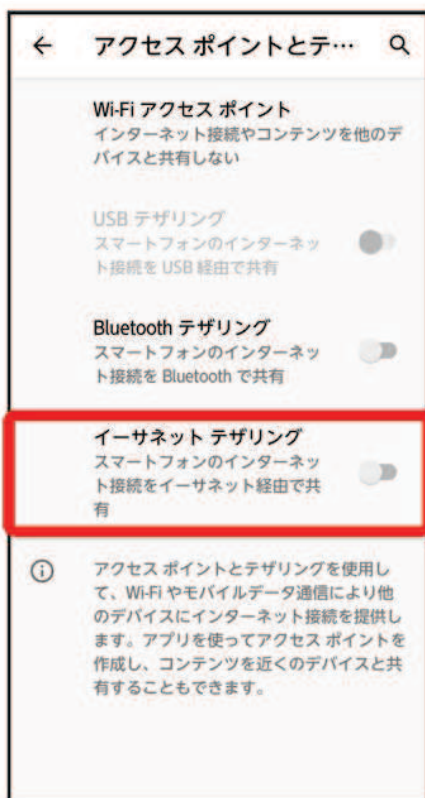 アクセス ポイントとテ…
Wi-Fi アクセス ポイント
インターネット接続やコンテンツを他のデ
バイスと共有しない
USB テザリング
スマートフォンのインターネッ
ト接続を USB 経由で共有
Bluetooth テザリング
スマートフォンのインターネッ
ト接続を Bluetooth で共有
イーサネット テザリング
スマートフォンのインターネッ
ト接続をイーサネット経由で共
有
アクセス ポイントとテザリングを使用し
て、Wi-Fi やモバイルデータ通信により他
のデバイスにインターネット接続を提供し
ます。アプリを使ってアクセス ポイントを
作成し、コンテンツを近くのデバイスと共
有することもできます。